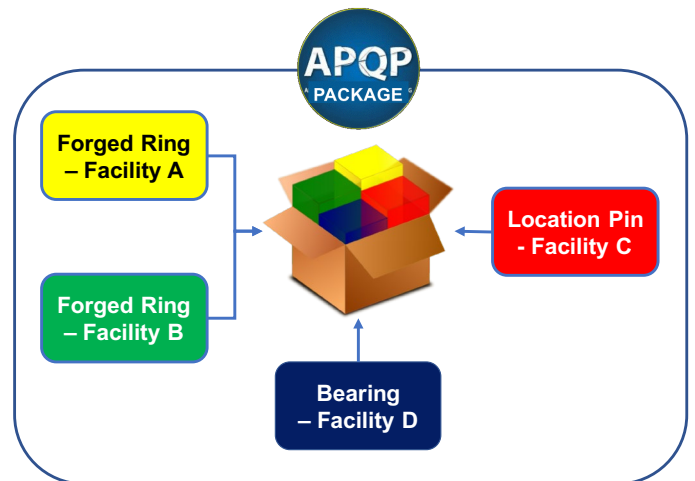 APQP
PACKAGE
Forged Ring
– Facility A
Location Pin
- Facility C
Forged Ring
– Facility B
Bearing
– Facility D